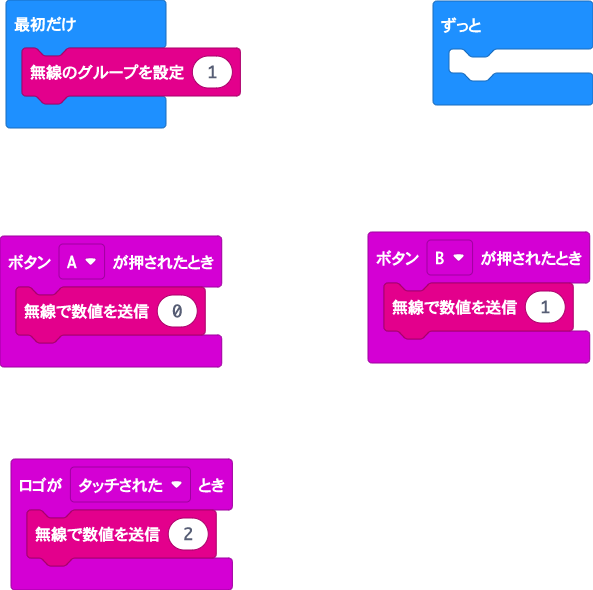 最初だけ
無線のグループを設定 1
ずっと
ボタン A が押されたとき
無線で数値を送信 0
ボタン B が押されたとき
無線で数値を送信 1
ロゴが タッチされた とき
無線で数値を送信 2